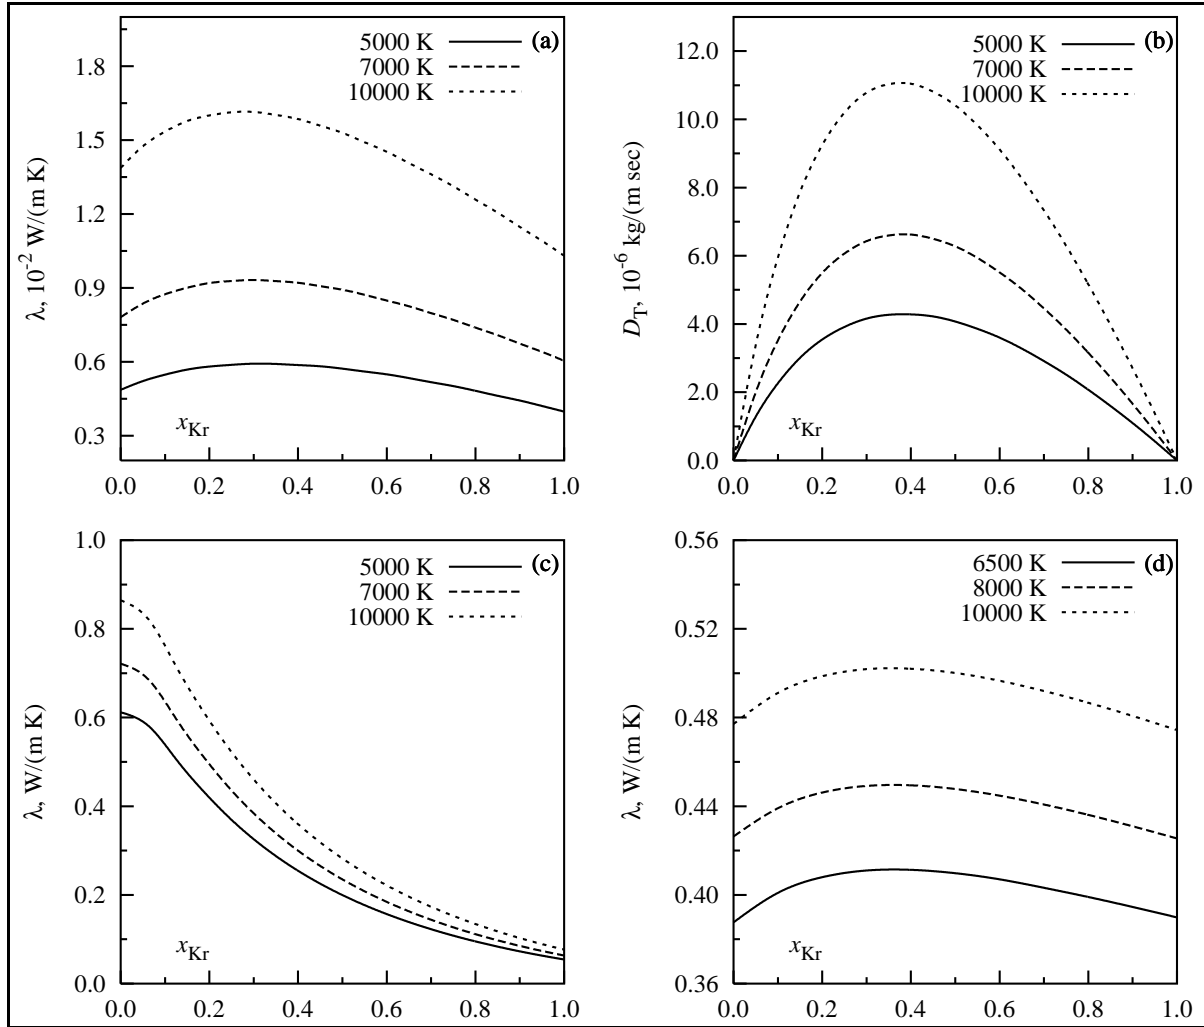 (a)
5000 K
7000 K
10000 K
λ, 10⁻² W/(m K)
1.8
1.5
1.2
0.9
0.6
0.3
x_Kr
0.0 0.2 0.4 0.6 0.8 1.0
(b)
5000 K
7000 K
10000 K
D_T, 10⁻⁶ kg/(m sec)
12.0
10.0
8.0
6.0
4.0
2.0
0.0
x_Kr
0.0 0.2 0.4 0.6 0.8 1.0
(c)
5000 K
7000 K
10000 K
λ, W/(m K)
1.0
0.8
0.6
0.4
0.2
0.0
x_Kr
0.0 0.2 0.4 0.6 0.8 1.0
(d)
6500 K
8000 K
10000 K
λ, W/(m K)
0.56
0.52
0.48
0.44
0.40
0.36
x_Kr
0.0 0.2 0.4 0.6 0.8 1.0